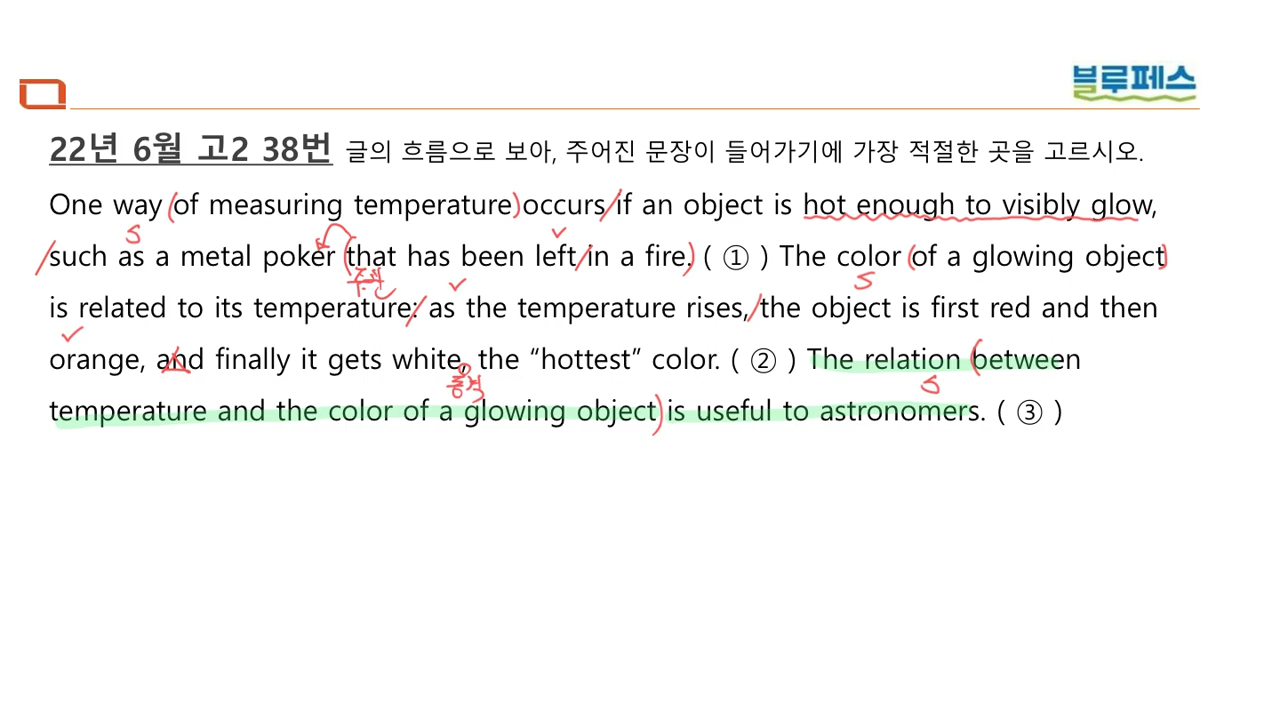 블루페스
22년 6월 고2 38번 글의 흐름으로 보아, 주어진 문장이 들어가기에 가장 적절한 곳을 고르시오.
One way (of measuring temperature) occurs / if an object is hot enough to visibly glow,
S
/ such as a metal poker (that has been left / in a fire.) ( ① ) The color (of a glowing object)
주관 S
is related to its temperature: / as the temperature rises, / the object is first red and then
orange, and finally it gets white, the “hottest” color. ( ② ) The relation (between
S
temperature and the color of a glowing object) is useful to astronomers. ( ③ )